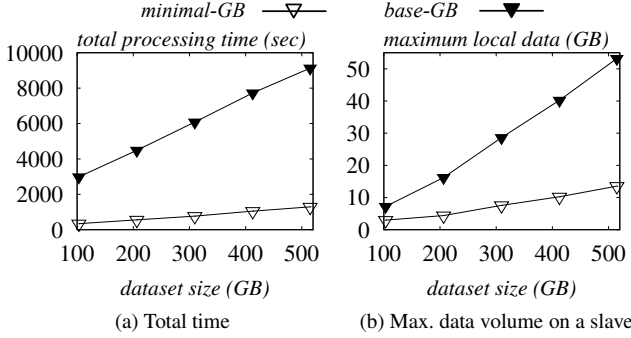 minimal-GB base-GB
total processing time (sec)
10000
8000
6000
4000
2000
0
100 200 300 400 500
dataset size (GB)
(a) Total time
maximum local data (GB)
50
40
30
20
10
0
100 200 300 400 500
dataset size (GB)
(b) Max. data volume on a slave